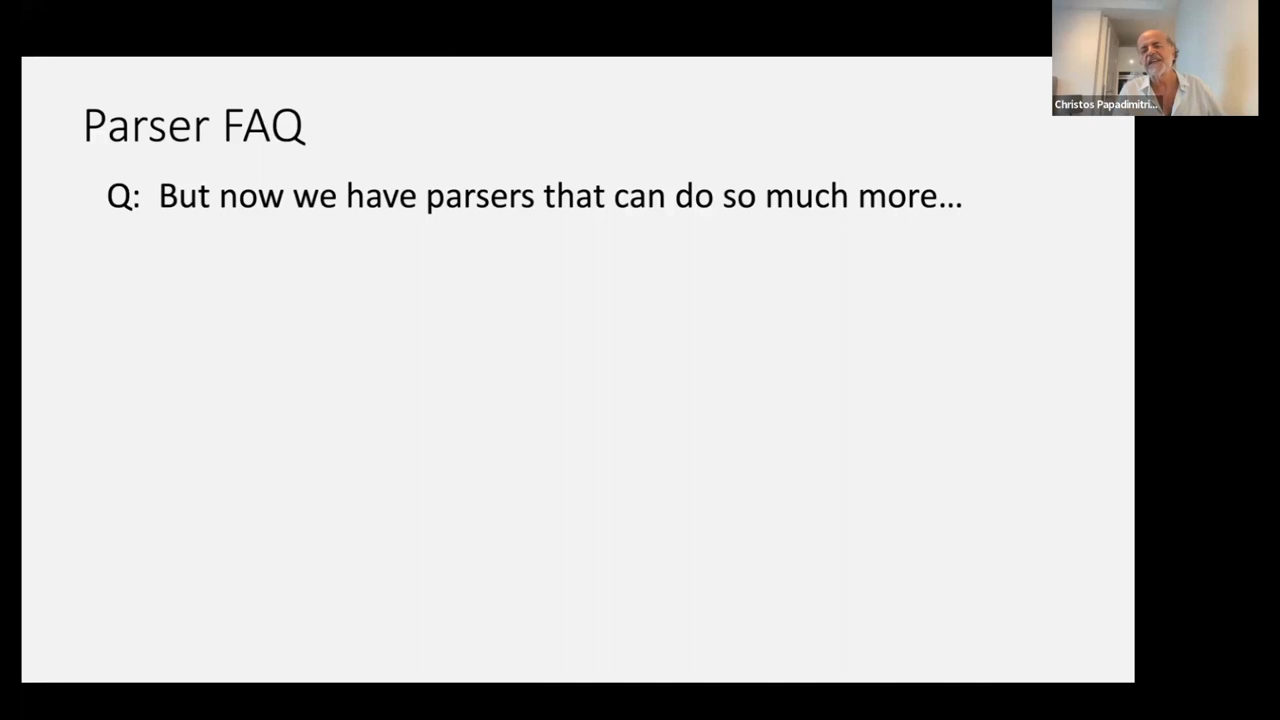 Christos Papadimitri...
Parser FAQ
Q: But now we have parsers that can do so much more...